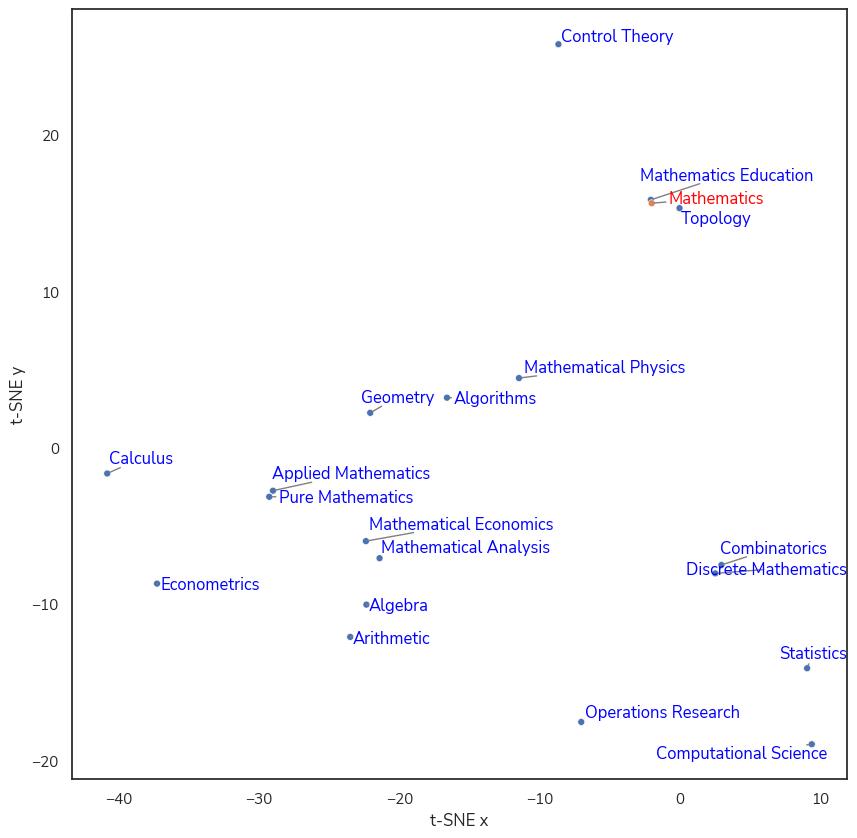 Control Theory
20
Mathematics Education
Mathematics
Topology
10
Mathematical Physics
Geometry
Algorithms
0
Calculus
Applied Mathematics
Pure Mathematics
Mathematical Economics
Mathematical Analysis
Combinatorics
Discrete Mathematics
Econometrics
−10
Algebra
Arithmetic
Statistics
Operations Research
Computational Science
−20
t-SNE y
−40 −30 −20 −10 0 10
t-SNE x